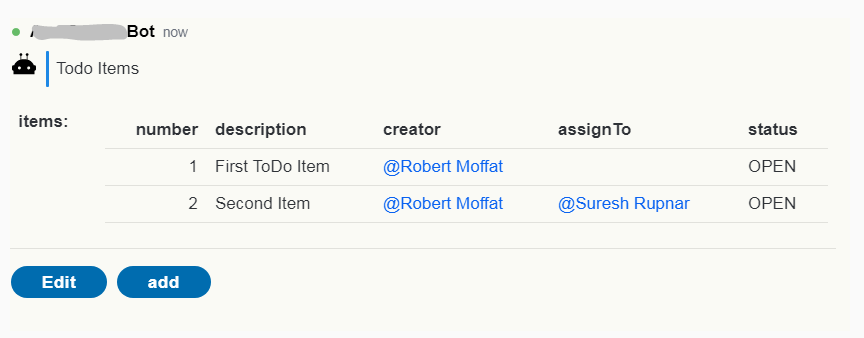 Bot now
Todo Items
items:
number description creator assignTo status
1 First ToDo Item @Robert Moffat OPEN
2 Second Item @Robert Moffat @Suresh Rupnar OPEN
Edit add